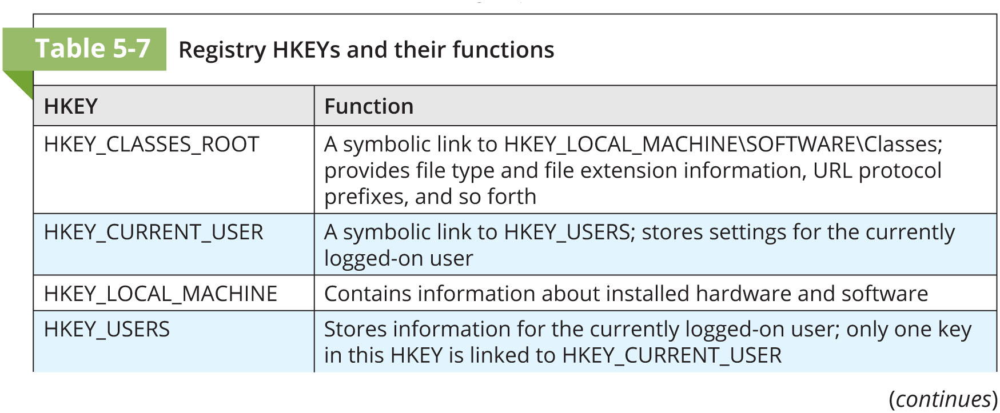 Table 5-7 Registry HKEYs and their functions
HKEY Function
HKEY_CLASSES_ROOT A symbolic link to HKEY_LOCAL_MACHINE\SOFTWARE\Classes;
provides file type and file extension information, URL protocol
prefixes, and so forth
HKEY_CURRENT_USER A symbolic link to HKEY_USERS; stores settings for the currently
logged-on user
HKEY_LOCAL_MACHINE Contains information about installed hardware and software
HKEY_USERS Stores information for the currently logged-on user; only one key
in this HKEY is linked to HKEY_CURRENT_USER
(continues)